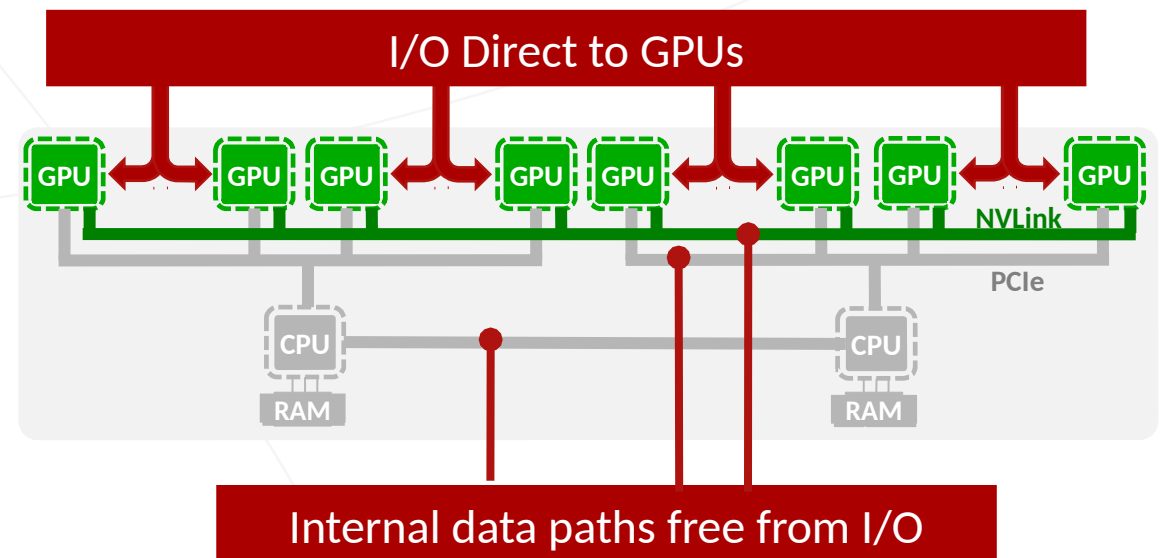 I/O Direct to GPUs
GPU GPU GPU GPU GPU GPU GPU GPU
NVLink
PCIe
CPU CPU
RAM RAM
Internal data paths free from I/O